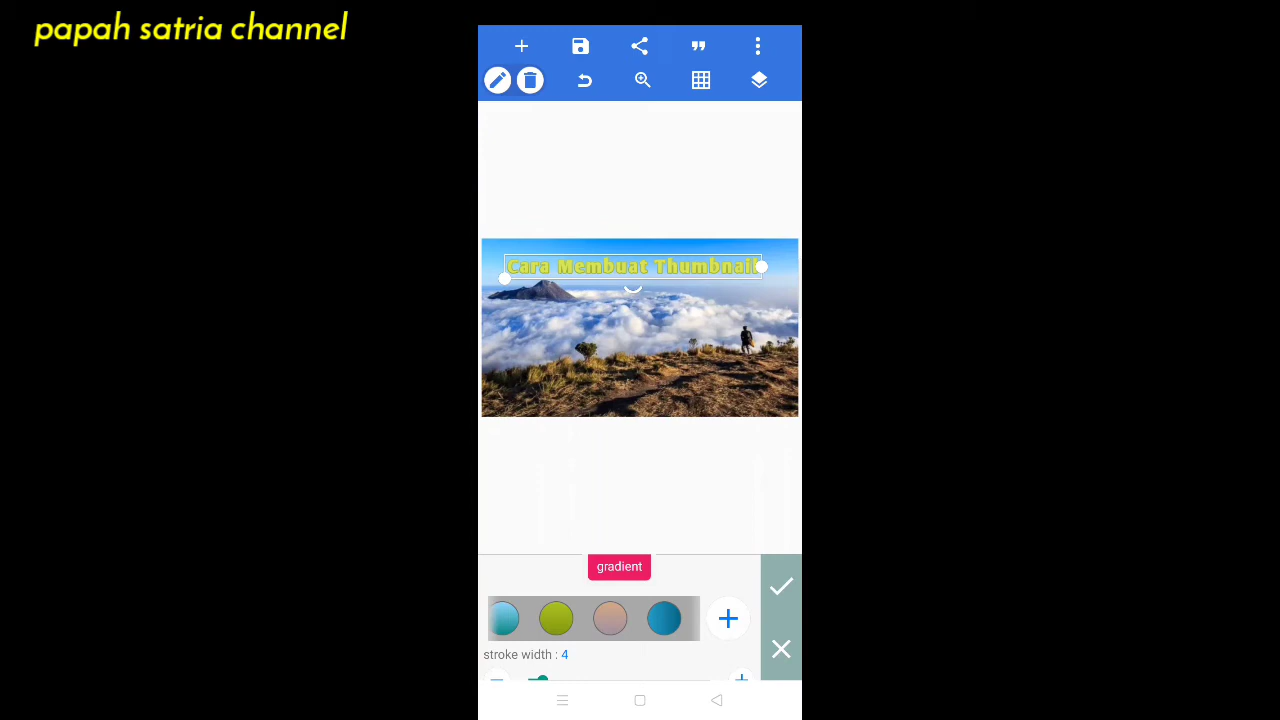 papah satria channel
Cara Membuat Thumbnail
gradient
stroke width : 4